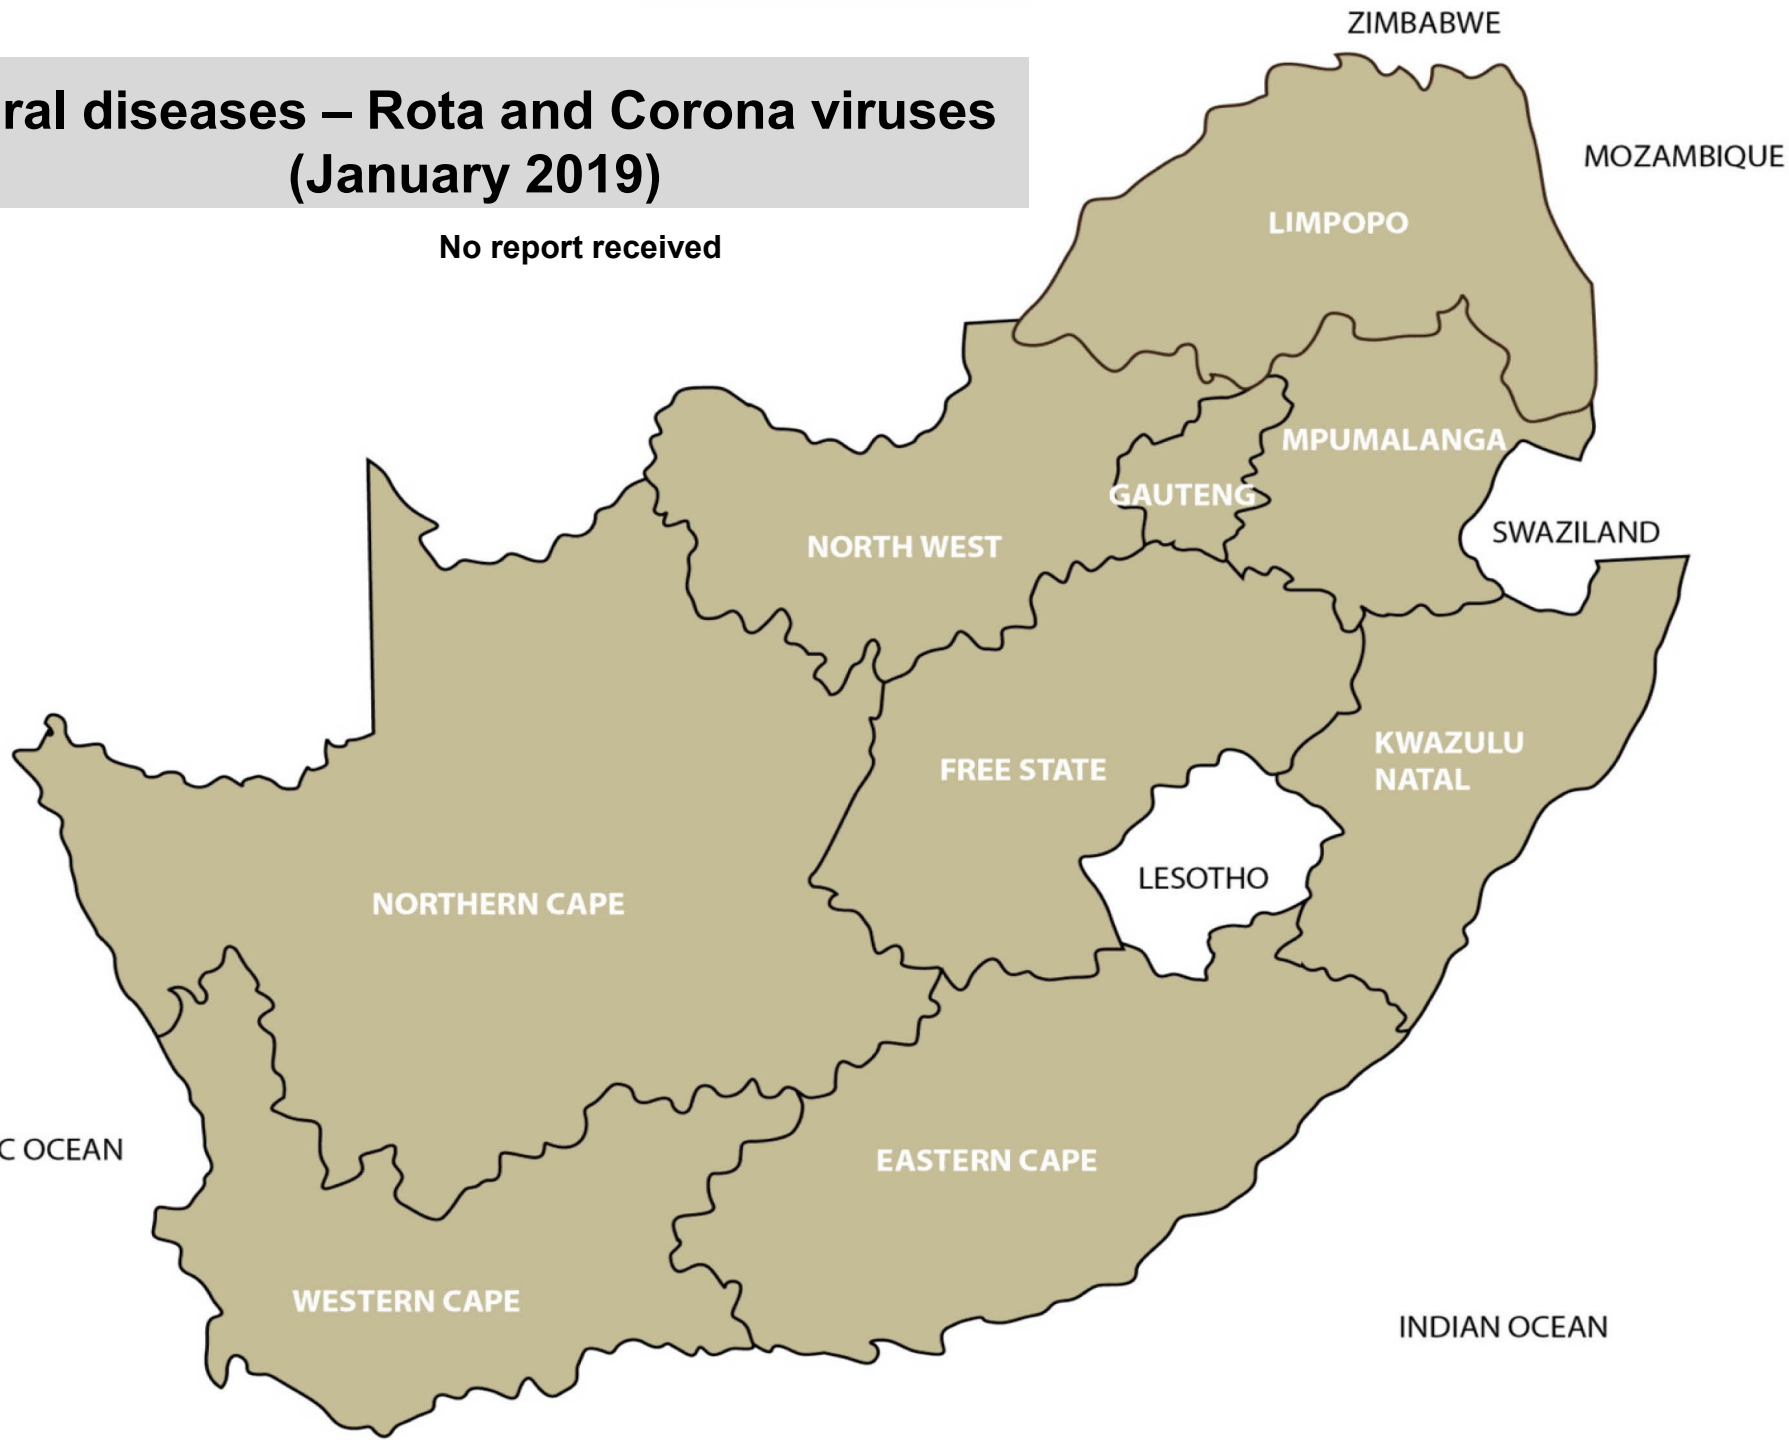 ZIMBABWE
ral diseases – Rota and Corona viruses
(January 2019)
MOZAMBIQUE
LIMPOPO
No report received
MPUMALANGA
GAUTENG
SWAZILAND
NORTH WEST
KWAZULU
NATAL
FREE STATE
LESOTHO
NORTHERN CAPE
C OCEAN
EASTERN CAPE
WESTERN CAPE
INDIAN OCEAN